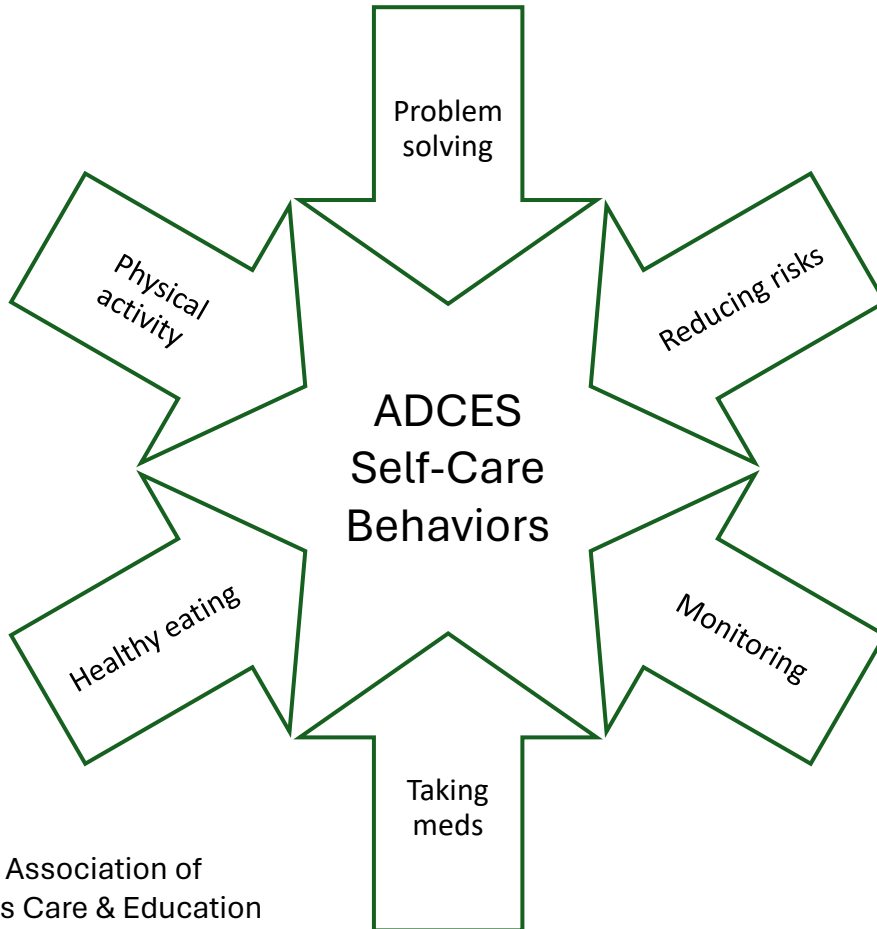 Problem
solving
Physical
activity
Reducing risks
ADCES
Self-Care
Behaviors
Healthy eating
Monitoring
Taking
meds
Association of
s Care & Education